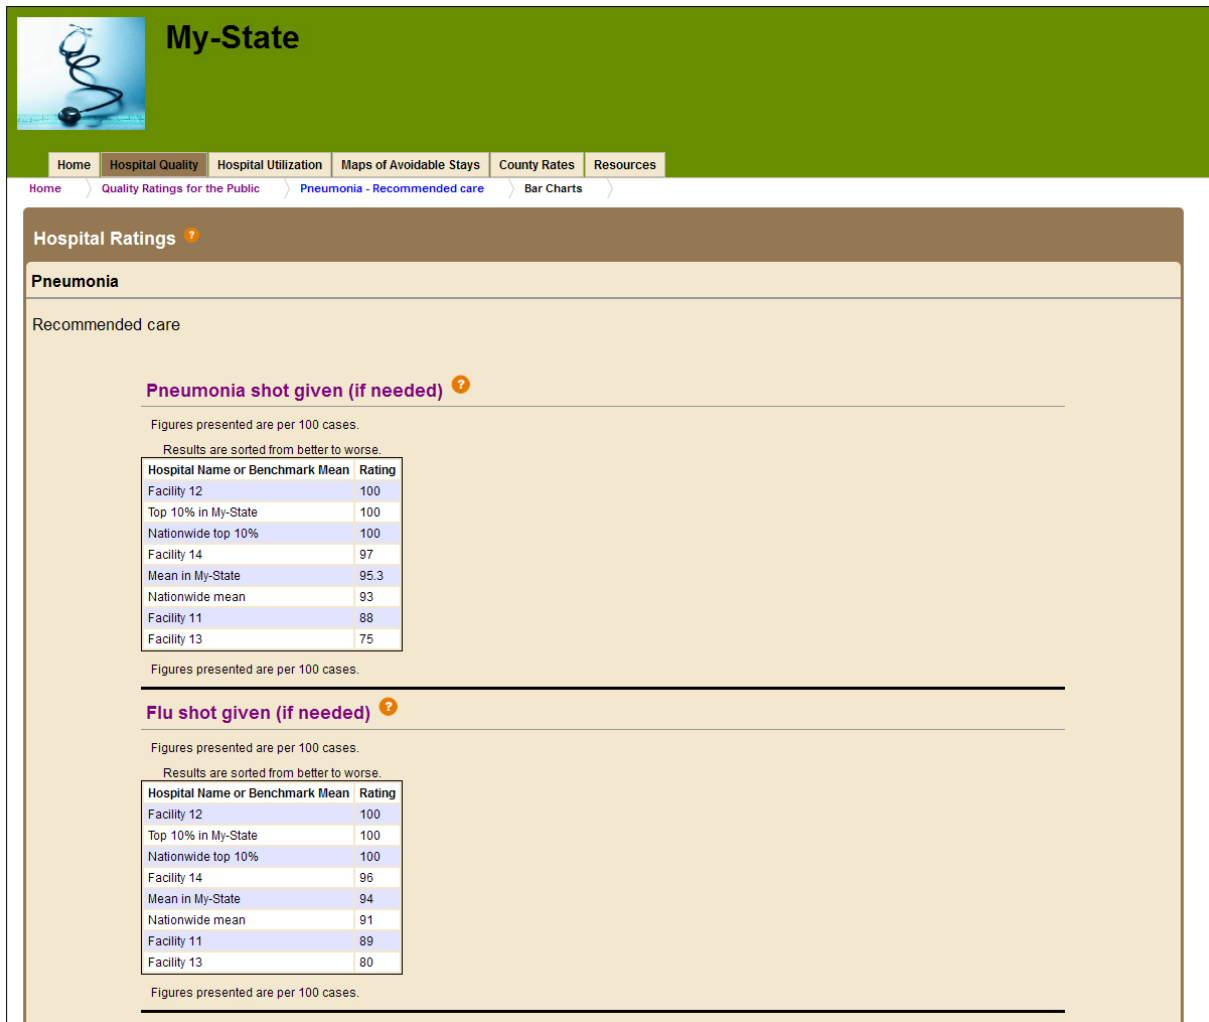 My-State
Home Hospital Quality Hospital Utilization Maps of Avoidable Stays County Rates Resources
Home Quality Ratings for the Public Pneumonia - Recommended care Bar Charts
Hospital Ratings ?
Pneumonia
Recommended care
Pneumonia shot given (if needed) ?
Figures presented are per 100 cases.
Results are sorted from better to worse.
Hospital Name or Benchmark Mean Rating
Facility 12 100
Top 10% in My-State 100
Nationwide top 10% 100
Facility 14 97
Mean in My-State 95.3
Nationwide mean 93
Facility 11 88
Facility 13 75
Figures presented are per 100 cases.
Flu shot given (if needed) ?
Figures presented are per 100 cases.
Results are sorted from better to worse.
Hospital Name or Benchmark Mean Rating
Facility 12 100
Top 10% in My-State 100
Nationwide top 10% 100
Facility 14 96
Mean in My-State 94
Nationwide mean 91
Facility 11 89
Facility 13 80
Figures presented are per 100 cases.